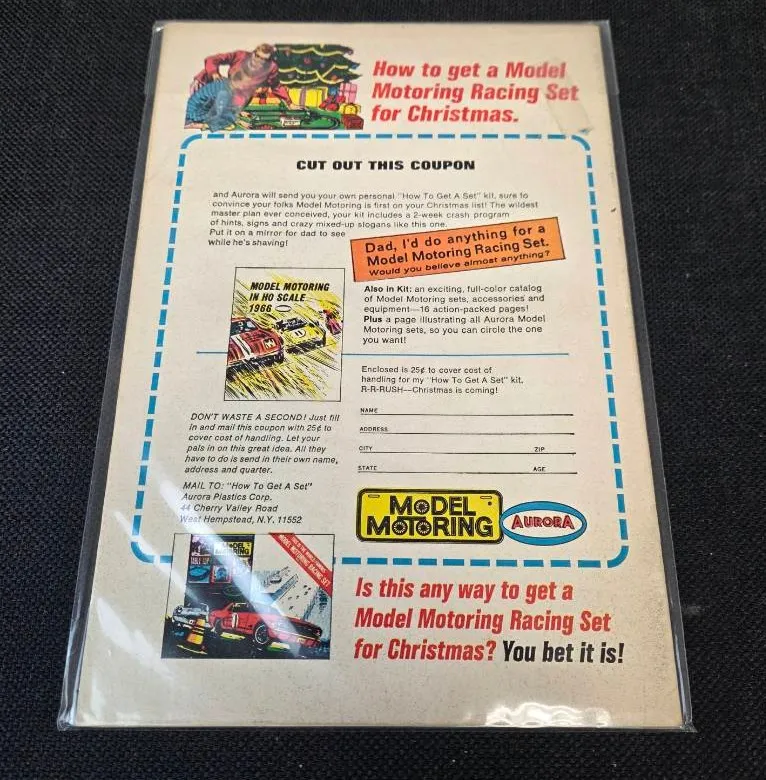 How to get a Model
Motoring Racing Set
for Christmas.
CUT OUT THIS COUPON
and Aurora will send you your own personal "How To Get A Set" kit, sure to
convince your folks Model Motoring is first on your Christmas list! The wildest
master plan ever conceived, your kit includes a 2-week crash program
of hints, signs and crazy mixed-up slogans like this one.
Put it on a mirror for dad to see
while he's shaving!
Dad, I'd do anything for a
Model Motoring Racing Set.
Would you believe almost anything?
MODEL MOTORING
IN HO SCALE
1966
Also in Kit: an exciting, full-color catalog
of Model Motoring sets, accessories and
equipment—16 action-packed pages!
Plus a page illustrating all Aurora Model
Motoring sets, so you can circle the one
you want!
Enclosed is 25¢ to cover cost of
handling for my "How To Get A Set" kit.
R-R-RUSH—Christmas is coming!
NAME
ADDRESS
CITY ZIP
STATE AGE
DON'T WASTE A SECOND! Just fill
in and mail this coupon with 25¢ to
cover cost of handling. Let your
pals in on this great idea. All they
have to do is send in their own name,
address and quarter.
MAIL TO: "How To Get A Set"
Aurora Plastics Corp.
44 Cherry Valley Road
West Hempstead, N.Y. 11552
MODEL
MOTORING
AURORA
MODEL
MOTORING
TABLE TOP
MODEL MOTORING RACING SET
Is this any way to get a
Model Motoring Racing Set
for Christmas? You bet it is!